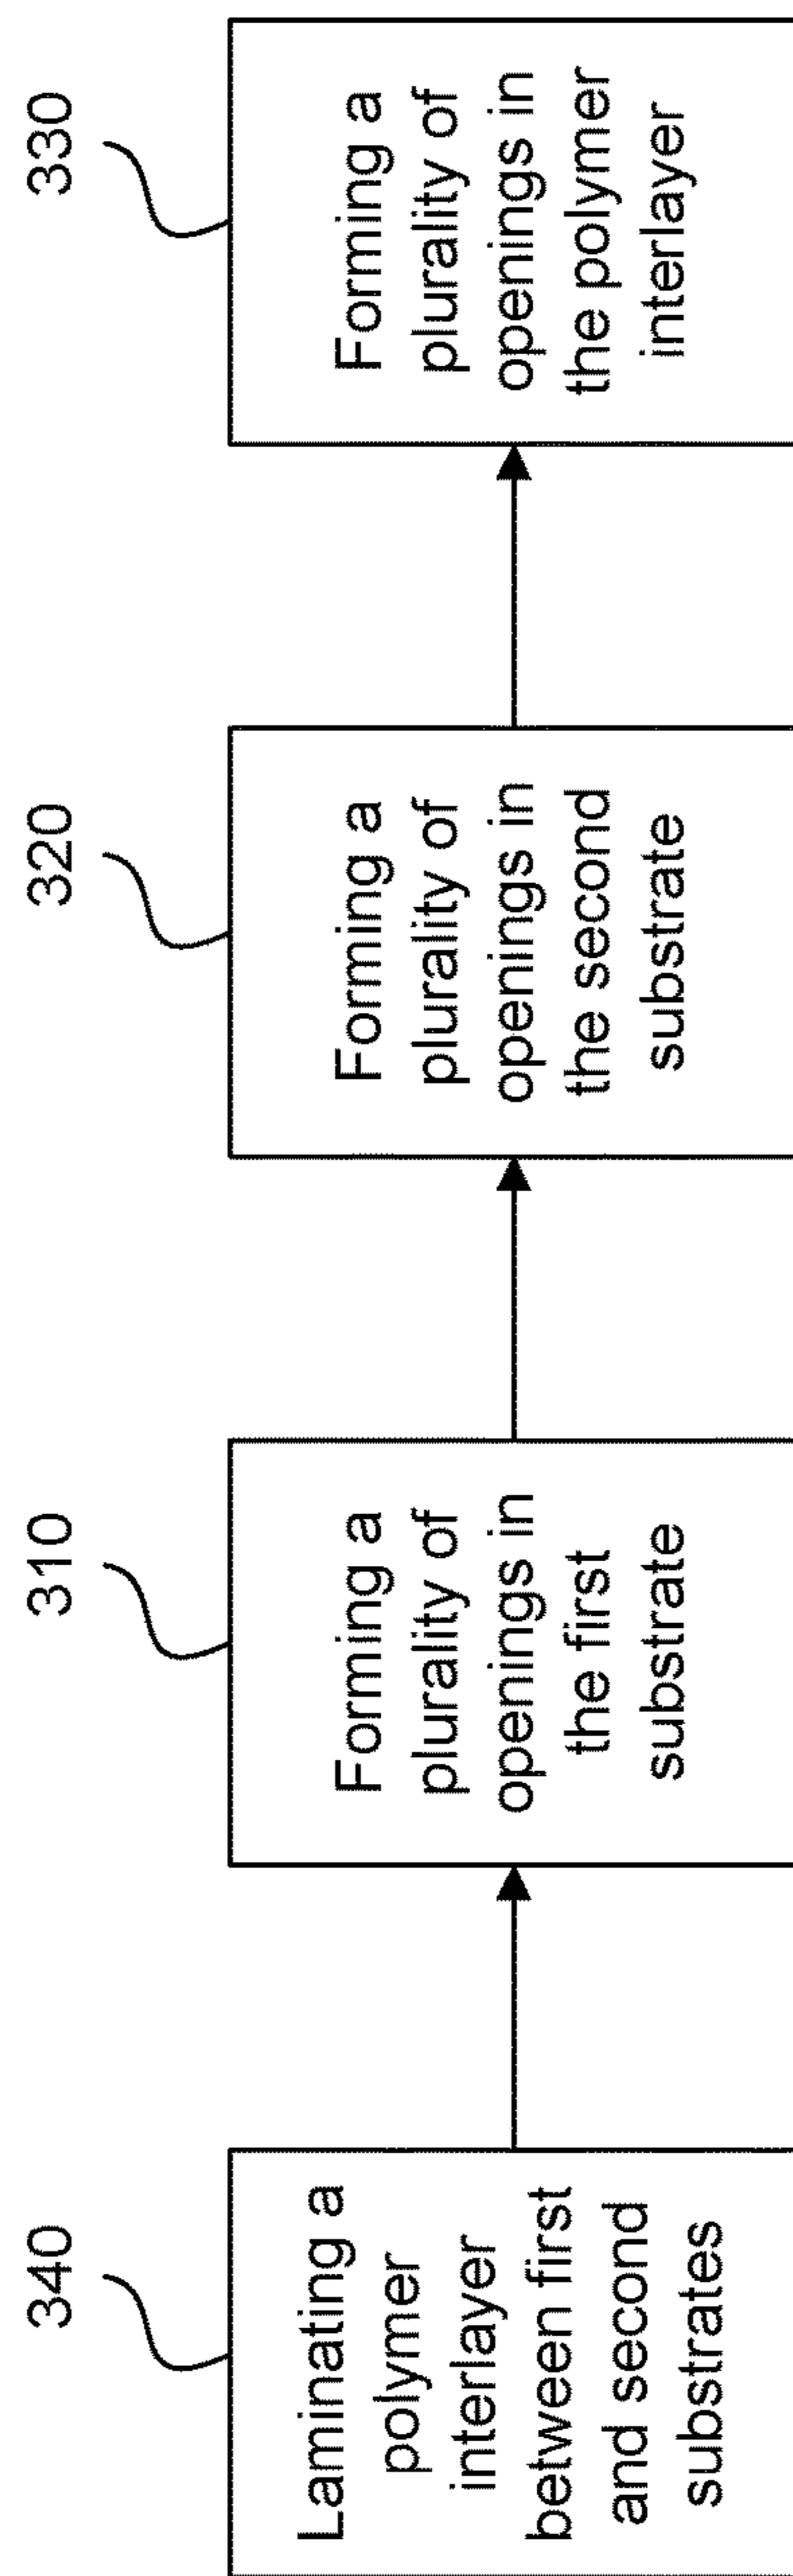 340
Laminating a
polymer
interlayer
between first
and second
substrates
310
Forming a
plurality of
openings in
the first
substrate
320
Forming a
plurality of
openings in
the second
substrate
330
Forming a
plurality of
openings in
the polymer
interlayer